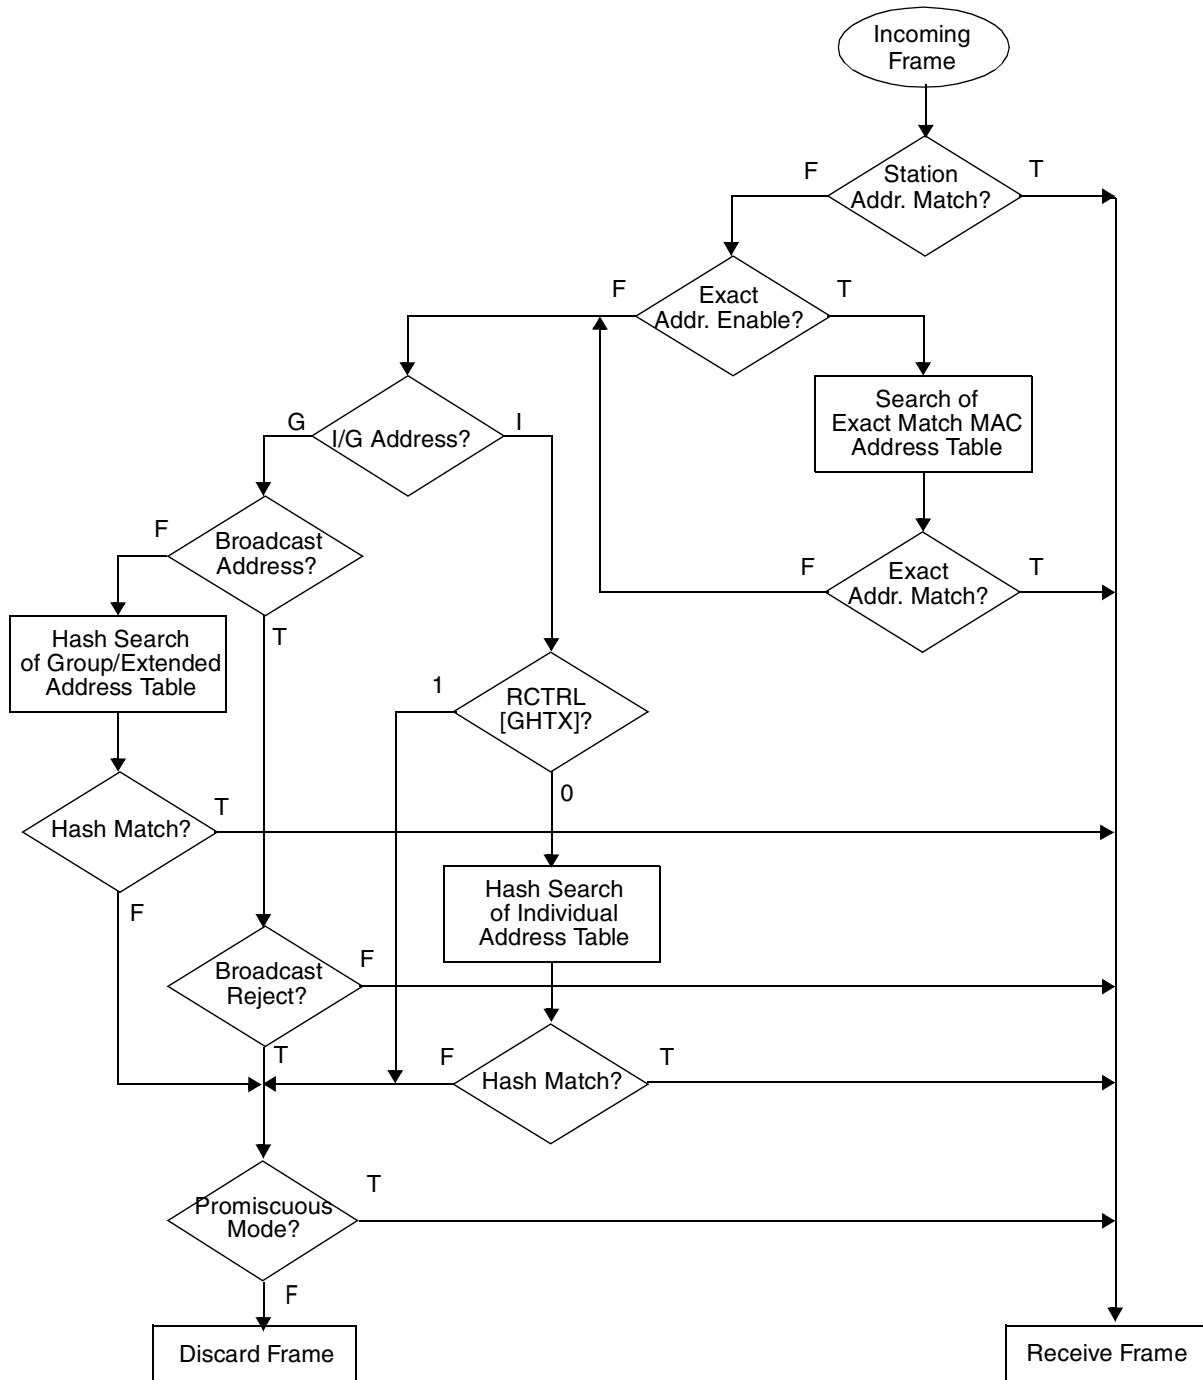 Incoming
Frame
F
Station
Addr. Match?
T
F
Exact
Addr. Enable?
T
Search of
Exact Match MAC
Address Table
G
I/G Address?
I
F
Broadcast
Address?
T
F
Exact
Addr. Match?
T
Hash Search
of Group/Extended
Address Table
1
RCTRL
[GHTX]?
0
Hash Match?
T
F
Hash Search
of Individual
Address Table
Broadcast
Reject?
F
T
F
Hash Match?
T
Promiscuous
Mode?
T
F
Discard Frame
Receive Frame